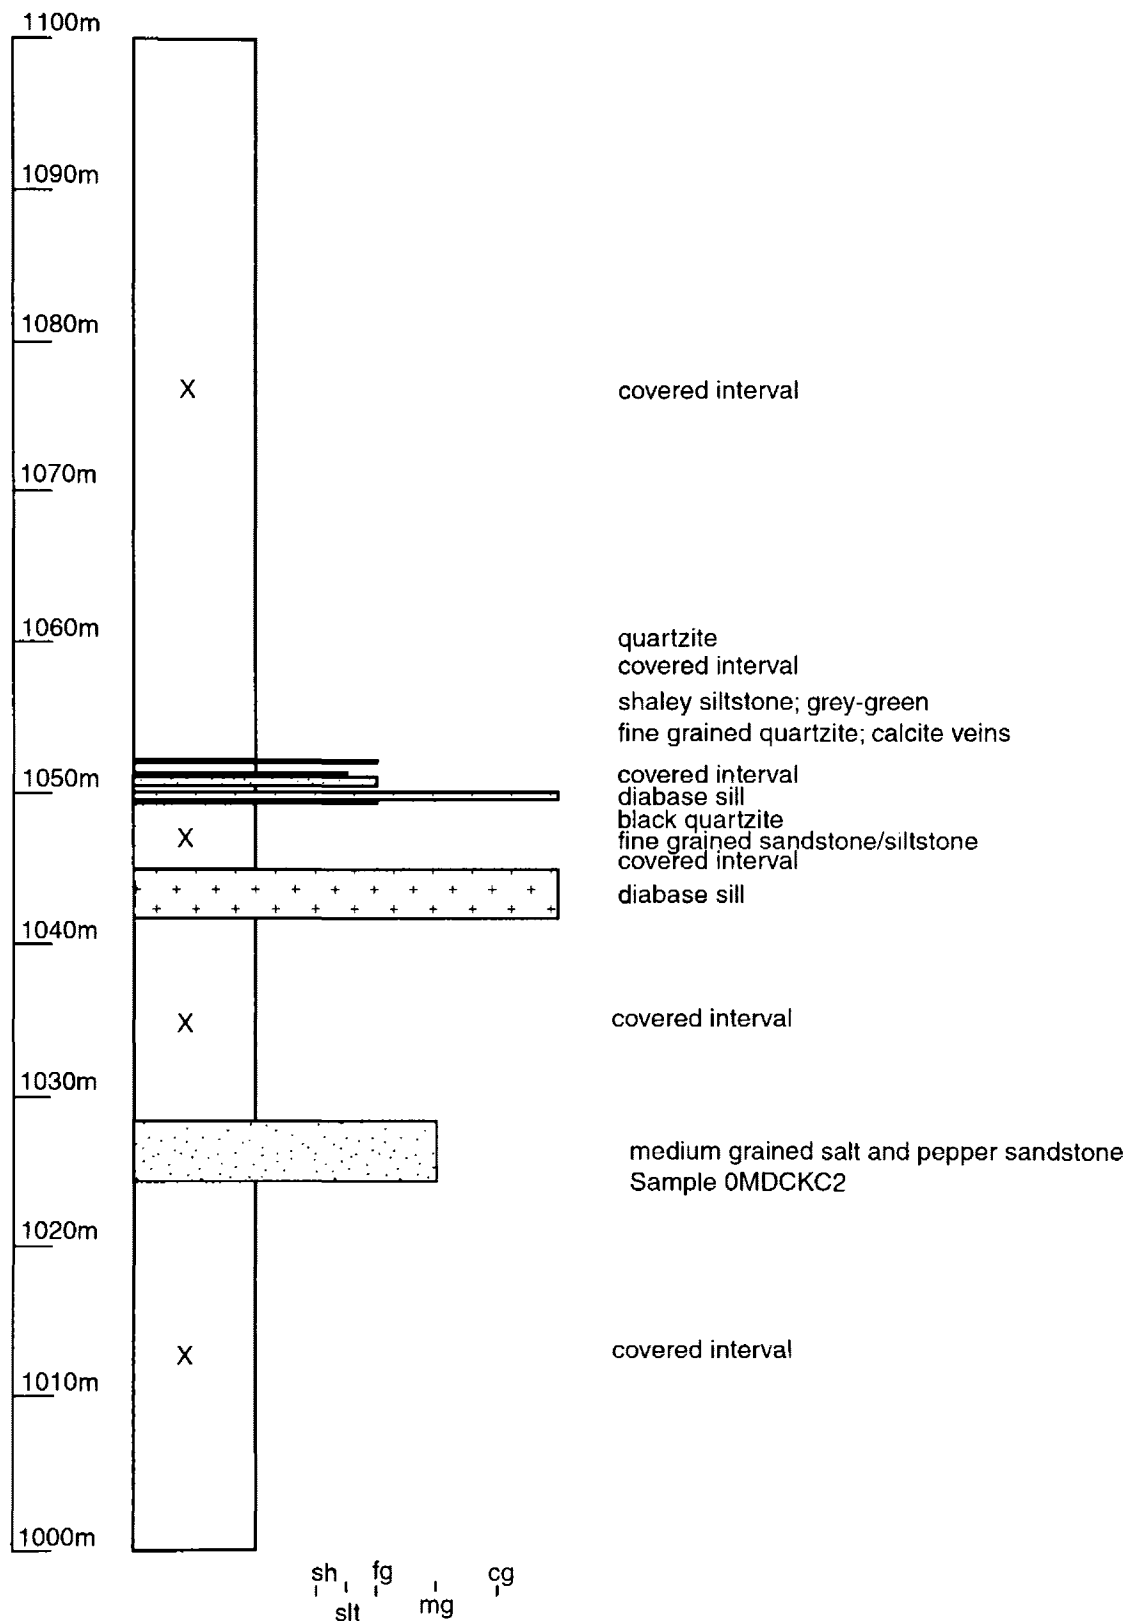 1100m
1090m
1080m
X
covered interval
1070m
1060m
quartzite
covered interval
shaley siltstone; grey-green
fine grained quartzite; calcite veins
1050m
covered interval
diabase sill
black quartzite
X
fine grained sandstone/siltstone
covered interval
diabase sill
1040m
X
covered interval
1030m
medium grained salt and pepper sandstone
Sample 0MDCKC2
1020m
X
covered interval
1010m
1000m
sh fg cg
slt mg